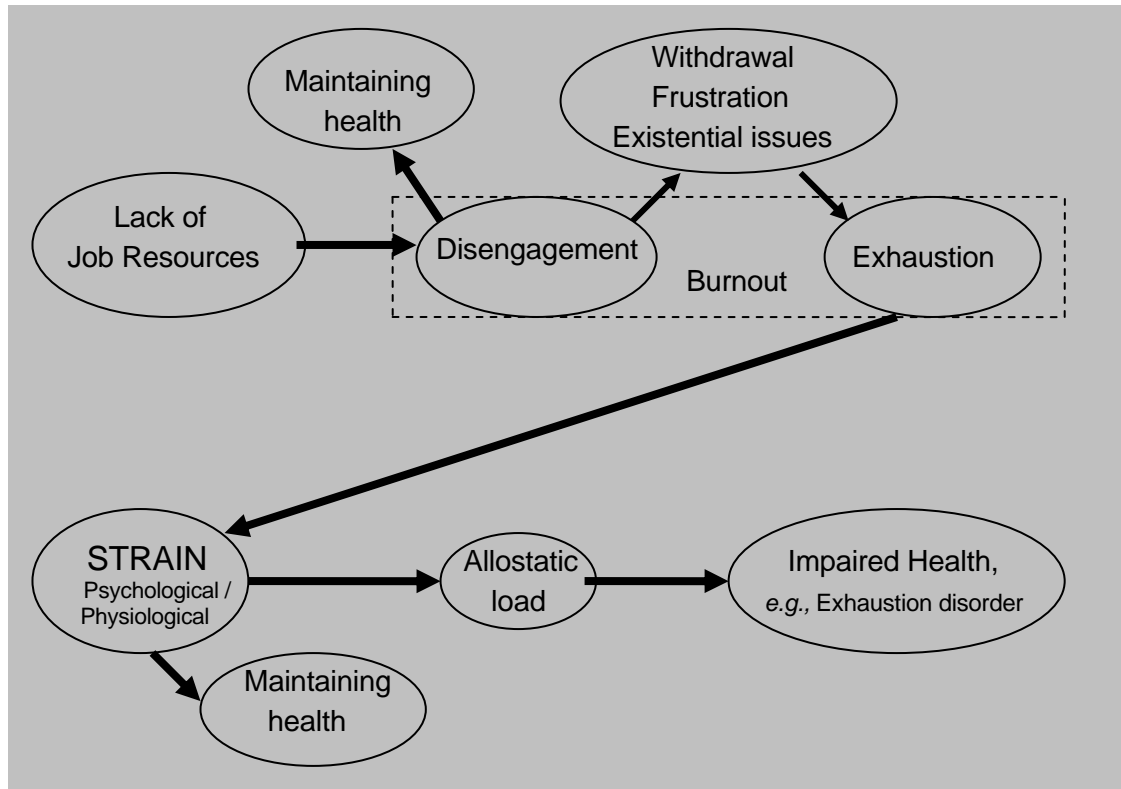 Maintaining
health
Withdrawal
Frustration
Existential issues
Lack of
Job Resources
Disengagement
Burnout
Exhaustion
STRAIN
Psychological /
Physiological
Allostatic
load
Impaired Health,
e.g., Exhaustion disorder
Maintaining
health